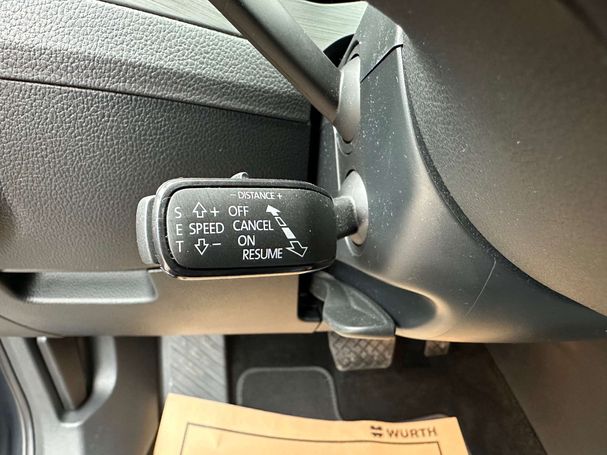 - DISTANCE +
S + OFF
E SPEED CANCEL
T - ON
RESUME
WÜRTH